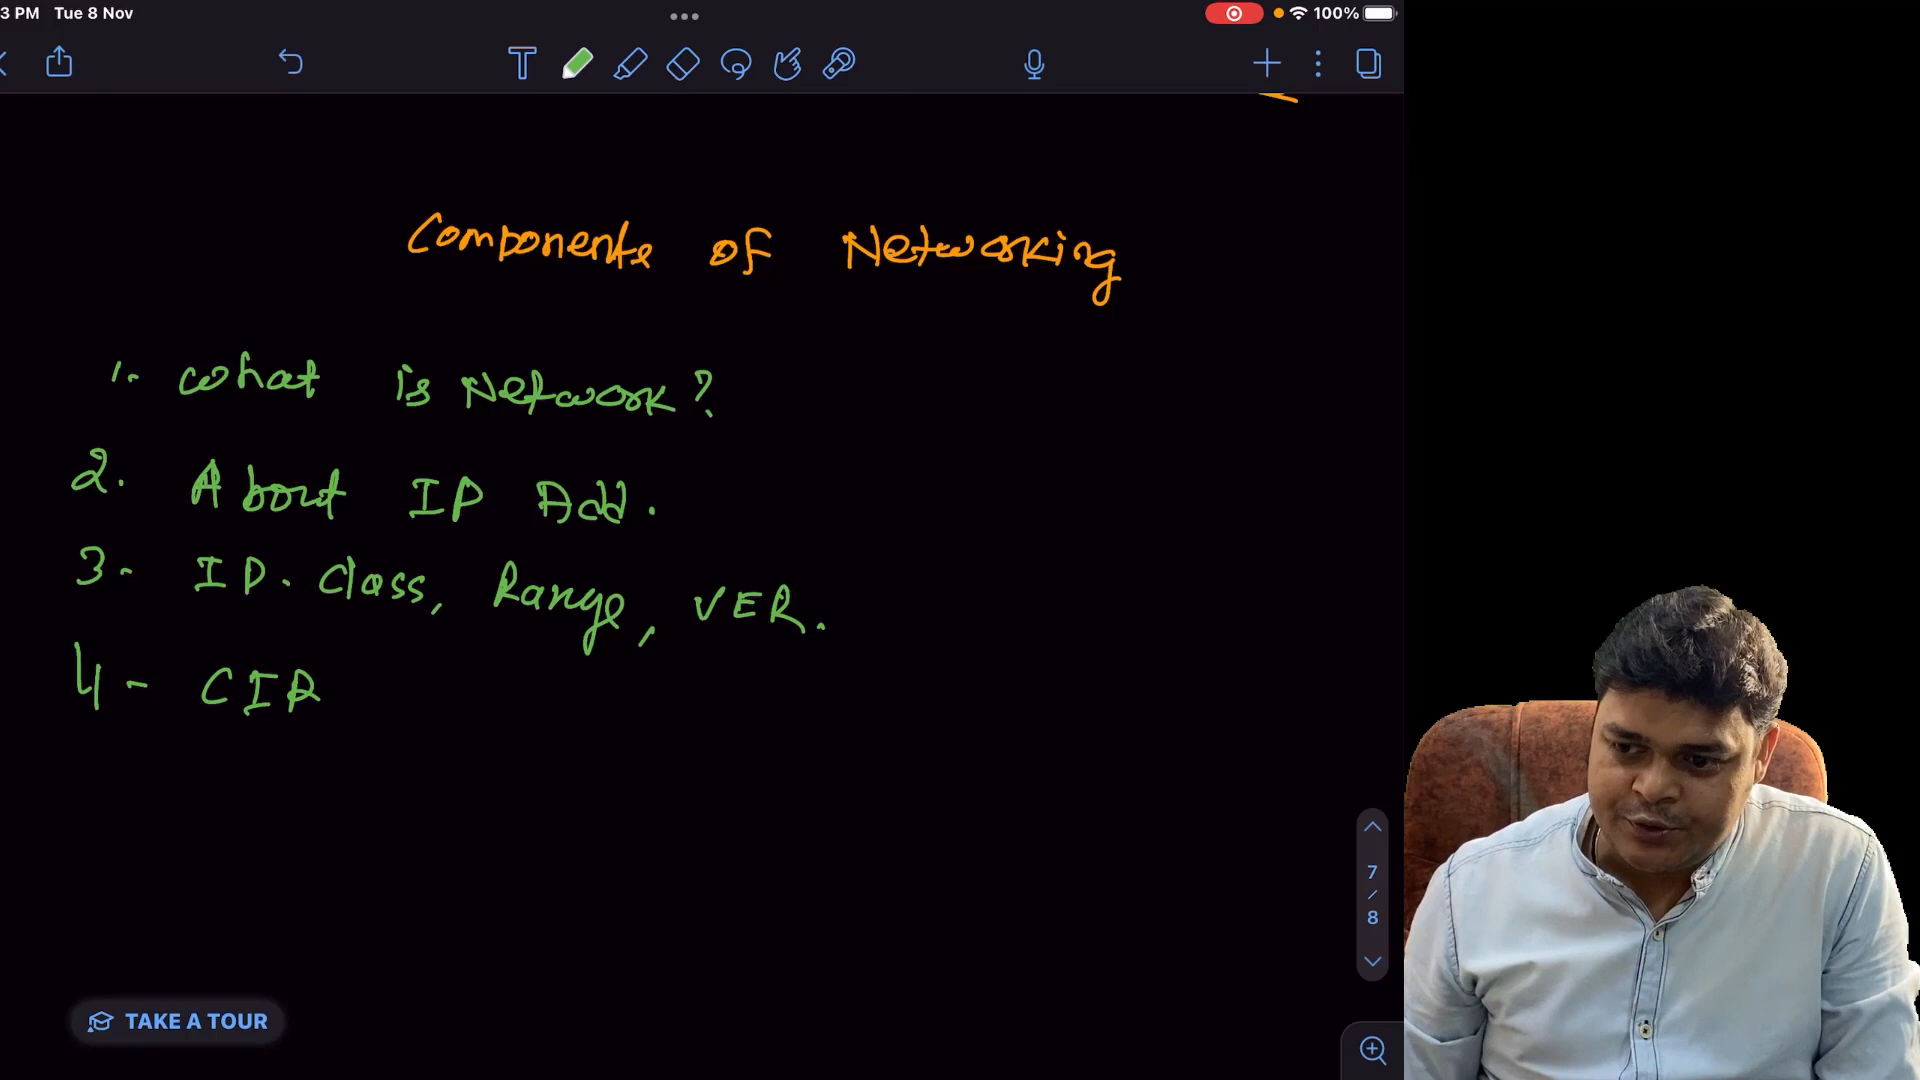 3 PM Tue 8 Nov
100%
Components of Networking
1. What is Network?
2. About IP Add.
3- IP. Class, Range, VER.
4- CIR
7
/
8
TAKE A TOUR